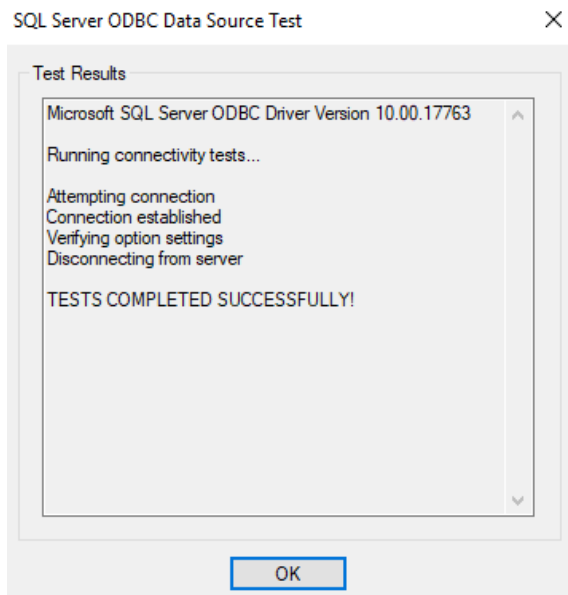 SQL Server ODBC Data Source Test
Test Results
Microsoft SQL Server ODBC Driver Version 10.00.17763
Running connectivity tests...
Attempting connection
Connection established
Verifying option settings
Disconnecting from server
TESTS COMPLETED SUCCESSFULLY!
OK